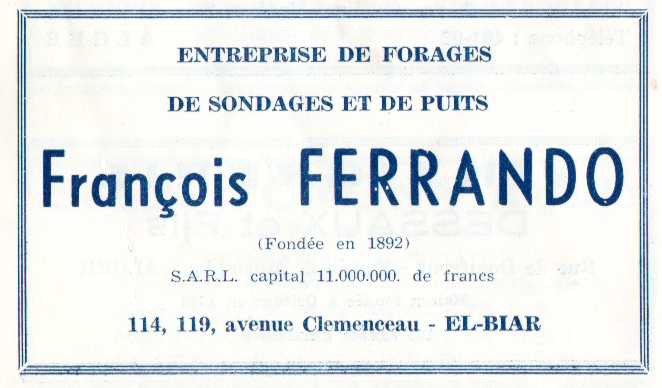 ENTREPRISE DE FORAGES
DE SONDAGES ET DE PUITS
François FERRANDO
(Fondée en 1892)
S.A.R.L. capital 11.000.000. de francs
114, 119, avenue Clemenceau - EL-BIAR